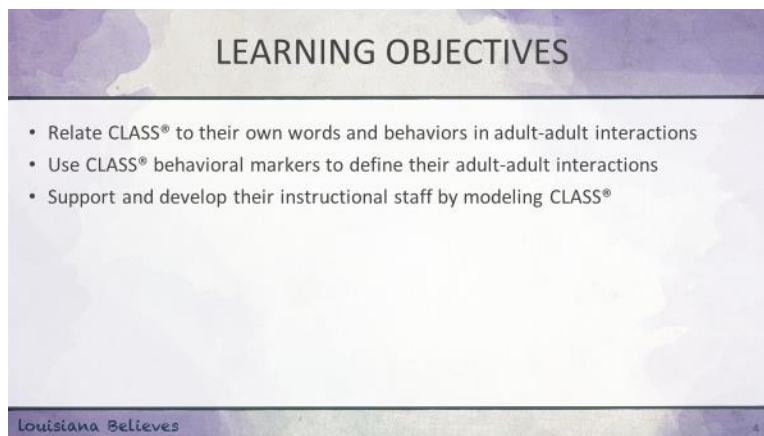 LEARNING OBJECTIVES
• Relate CLASS® to their own words and behaviors in adult-adult interactions
• Use CLASS® behavioral markers to define their adult-adult interactions
• Support and develop their instructional staff by modeling CLASS®
Louisiana Believes
4